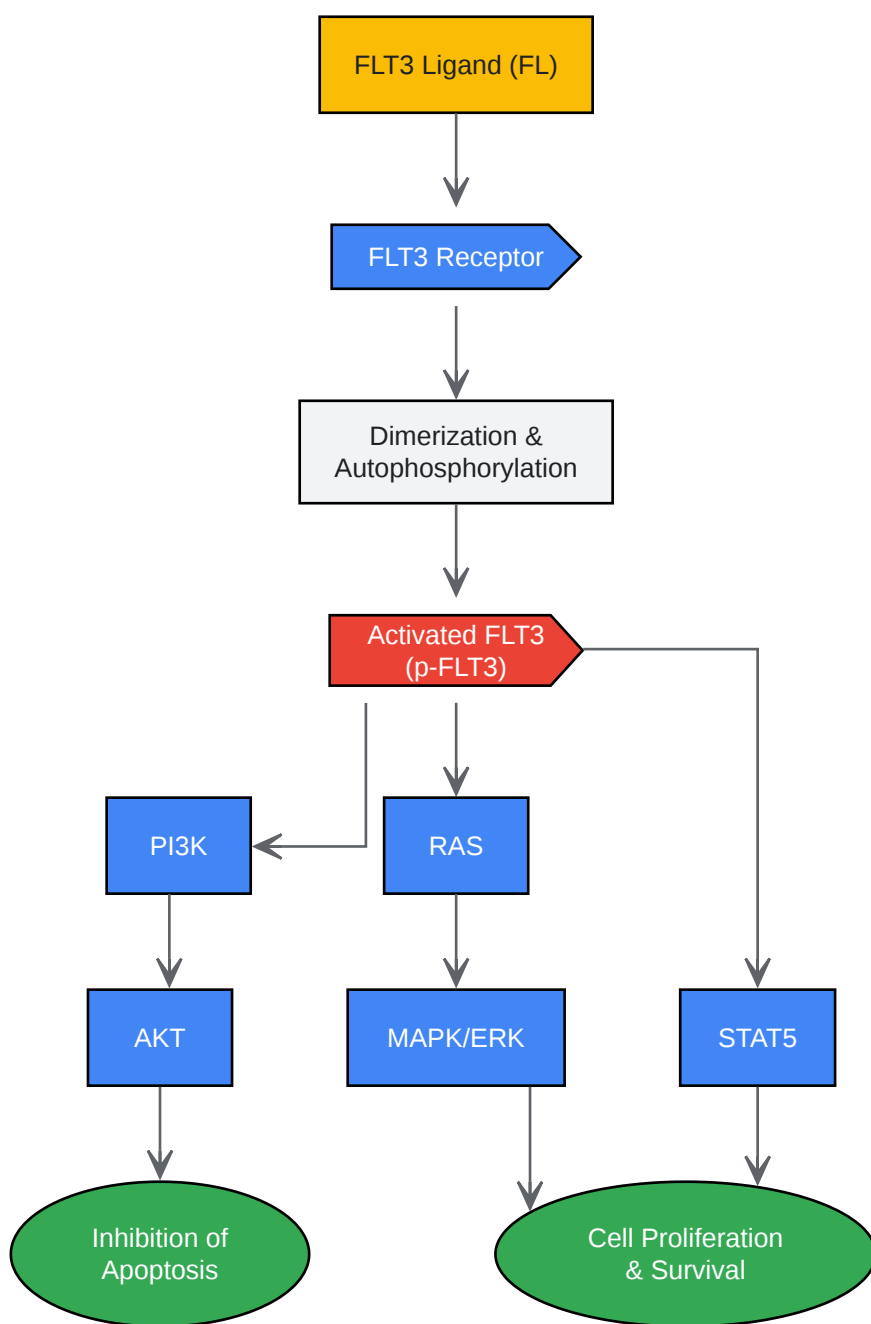 FLT3 Ligand (FL)
FLT3 Receptor
Dimerization &
Autophosphorylation
Activated FLT3
(p-FLT3)
PI3K
RAS
AKT
MAPK/ERK
STAT5
Inhibition of
Apoptosis
Cell Proliferation
& Survival